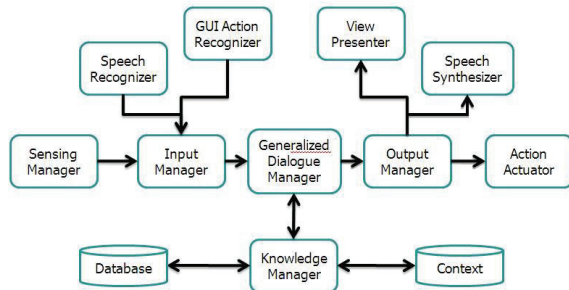 GUI Action
Recognizer
View
Presenter
Speech
Recognizer
Speech
Synthesizer
Sensing
Manager
Input
Manager
Generalized
Dialogue
Manager
Output
Manager
Action
Actuator
Database
Knowledge
Manager
Context